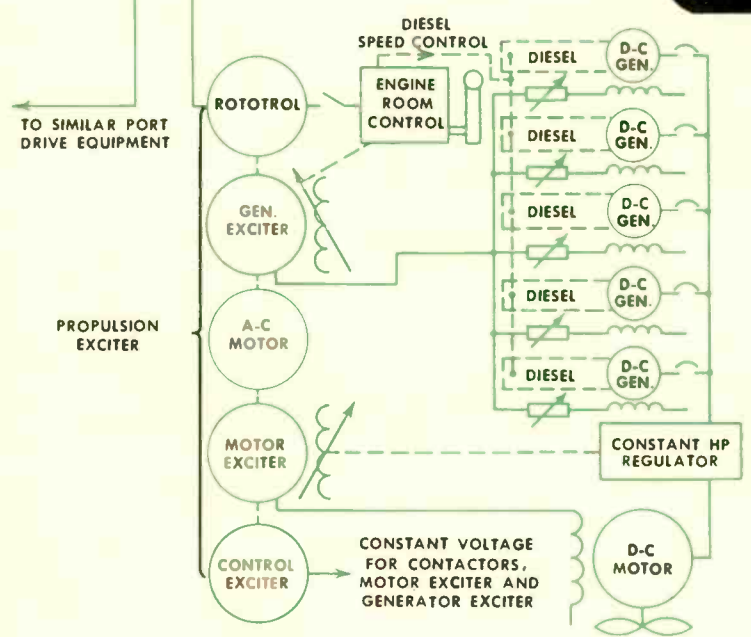 DIESEL
SPEED CONTROL
ROTOTROL
ENGINE
ROOM
CONTROL
TO SIMILAR PORT
DRIVE EQUIPMENT
GEN.
EXCITER
PROPULSION
EXCITER
A-C
MOTOR
MOTOR
EXCITER
CONTROL
EXCITER
CONSTANT VOLTAGE
FOR CONTACTORS,
MOTOR EXCITER AND
GENERATOR EXCITER
DIESEL
D-C
GEN.
DIESEL
D-C
GEN.
DIESEL
D-C
GEN.
DIESEL
D-C
GEN.
DIESEL
D-C
GEN.
CONSTANT HP
REGULATOR
D-C
MOTOR